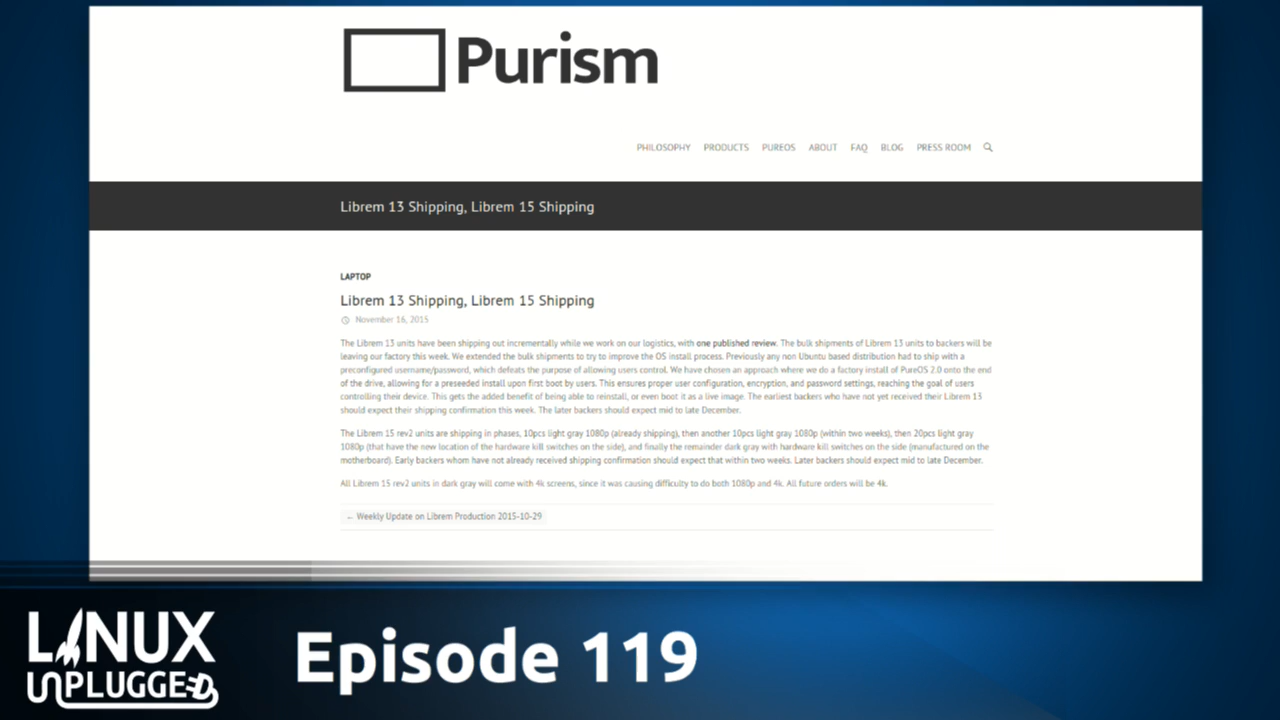 Purism
PHILOSOPHY PRODUCTS PUREOS ABOUT FAQ BLOG PRESS ROOM
Librem 13 Shipping, Librem 15 Shipping
LAPTOP
Librem 13 Shipping, Librem 15 Shipping
November 16, 2015
The Librem 13 units have been shipping out incrementally while we work on our logistics, with one published review. The bulk shipments of Librem 13 units to backers will be
leaving our factory this week. We extended the bulk shipments to try to improve the OS install process. Previously any non Ubuntu based distribution had to ship with a
preconfigured username/password, which defeats the purpose of allowing users control. We have chosen an approach where we do a factory install of PureOS 2.0 onto the end
of the drive, allowing for a preseeded install upon first boot by users. This ensures proper user configuration, encryption, and password settings, reaching the goal of users
controlling their device. This gets the added benefit of being able to reinstall, or even boot it as a live image. The earliest backers who have not yet received their Librem 13
should expect their shipping confirmation this week. The later backers should expect mid to late December.
The Librem 15 rev2 units are shipping in phases, 10pcs light gray 1080p (already shipping), then another 10pcs light gray 1080p (within two weeks), then 20pcs light gray
1080p (that have the new location of the hardware kill switches on the side), and finally the remainder dark gray with hardware kill switches on the side (manufactured on the
motherboard). Early backers whom have not already received shipping confirmation should expect that within two weeks. Later backers should expect mid to late December.
All Librem 15 rev2 units in dark gray will come with 4k screens, since it was causing difficulty to do both 1080p and 4k. All future orders will be 4k.
← Weekly Update on Librem Production 2015-10-29
LINUX
UNPLUGGED
Episode 119